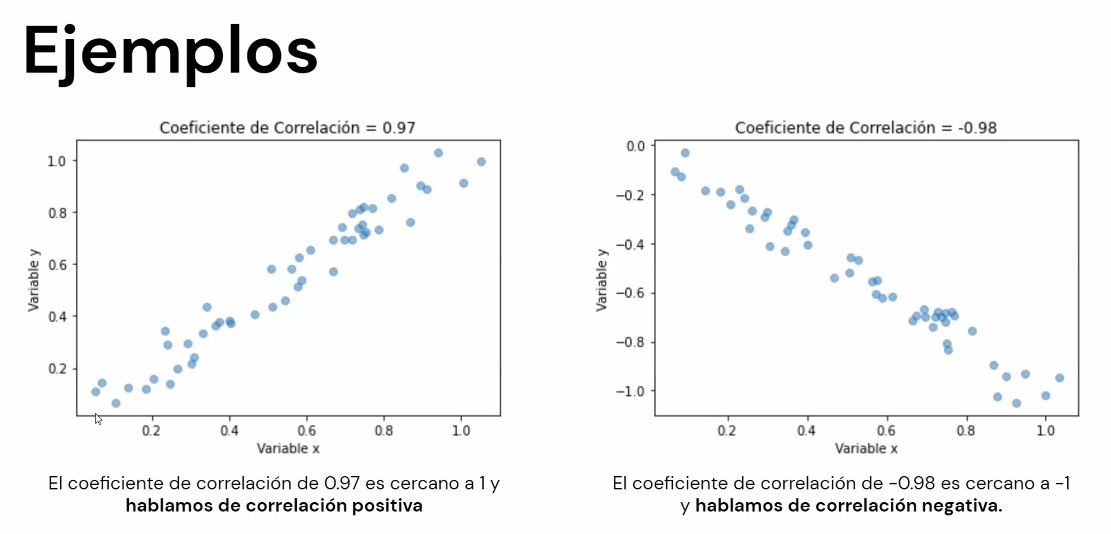 Ejemplos
Coeficiente de Correlación = 0.97
1.0
0.8
0.6
0.4
0.2
Variable y
0.2 0.4 0.6 0.8 1.0
Variable x
El coeficiente de correlación de 0.97 es cercano a 1 y
hablamos de correlación positiva
Coeficiente de Correlación = -0.98
0.0
−0.2
−0.4
−0.6
−0.8
−1.0
Variable y
0.2 0.4 0.6 0.8 1.0
Variable x
El coeficiente de correlación de -0.98 es cercano a -1
y hablamos de correlación negativa.